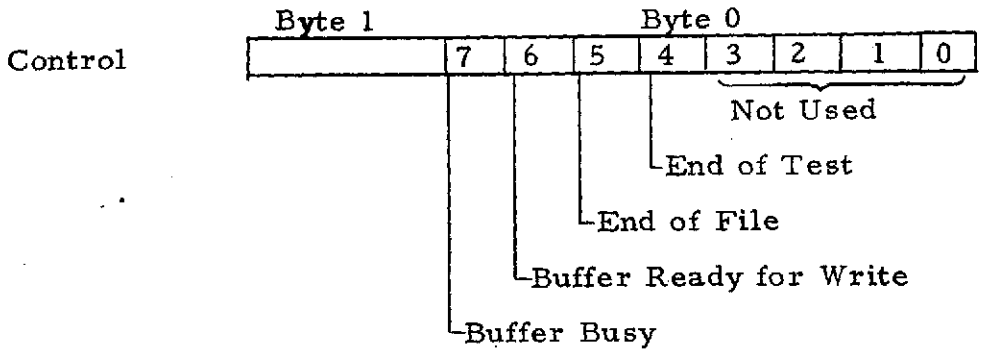 Byte 1 Byte 0
Control 7 6 5 4 3 2 1 0
Not Used
End of Test
End of File
Buffer Ready for Write
Buffer Busy